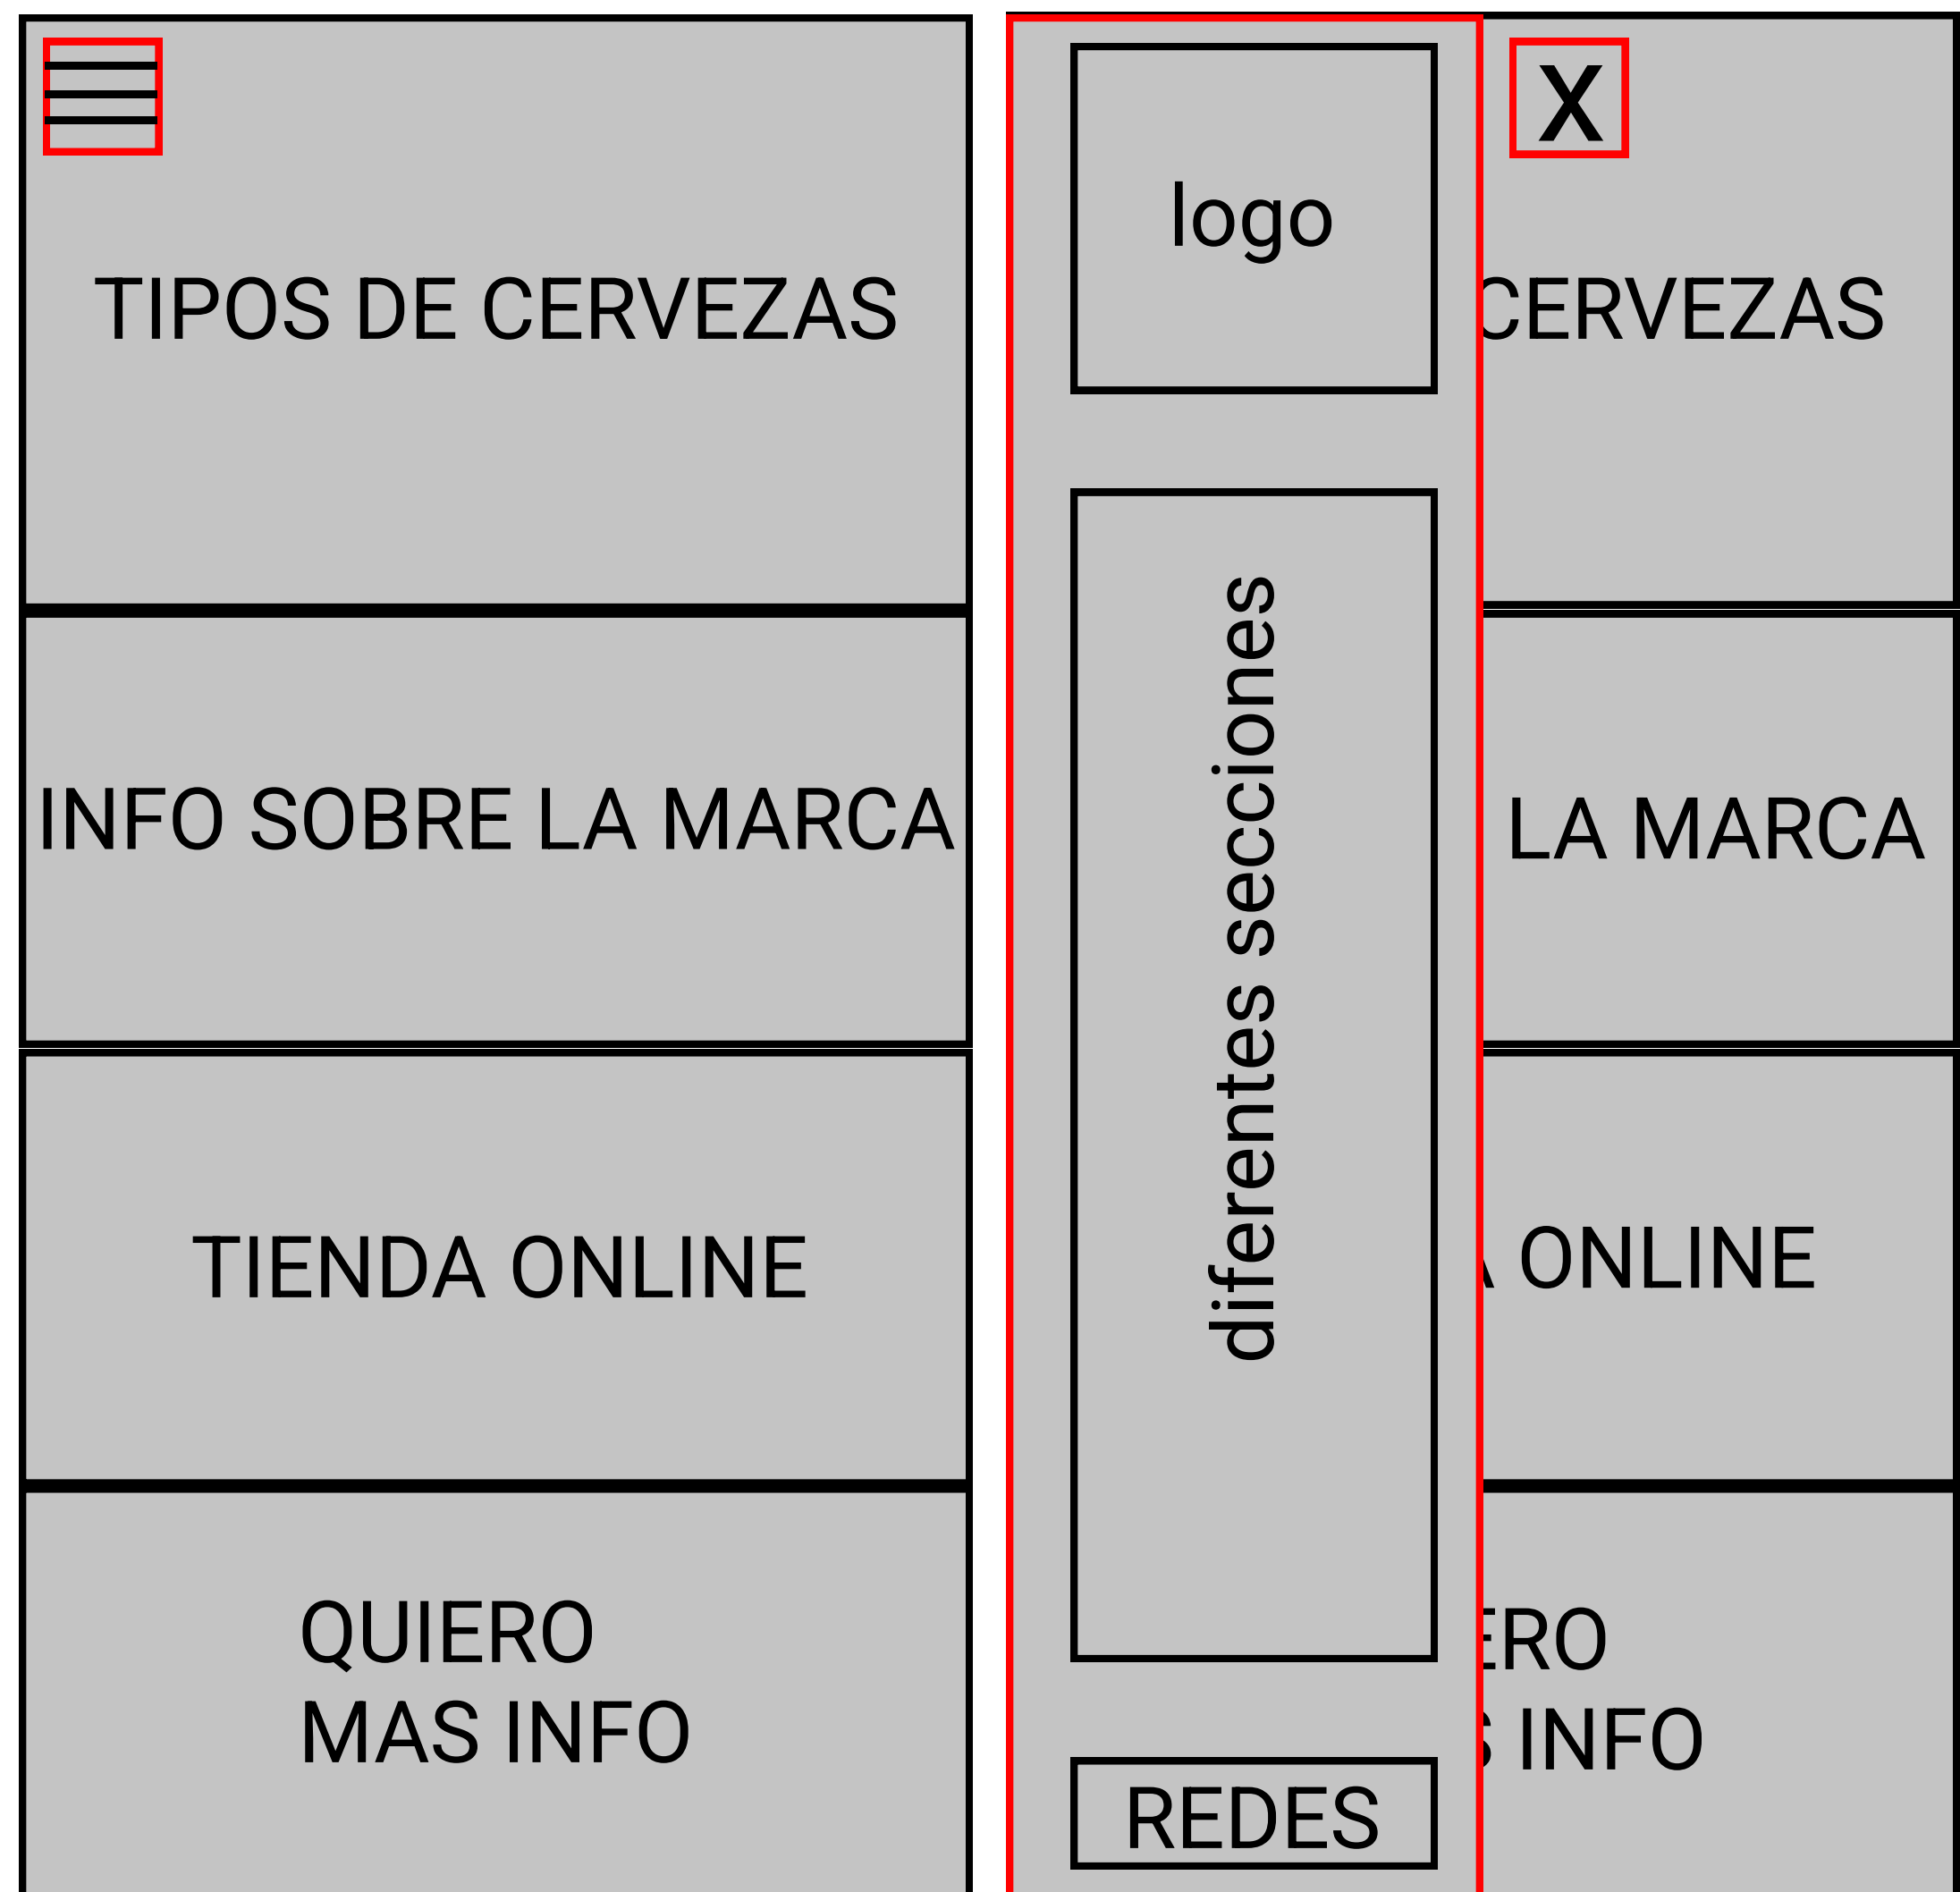 TIPOS DE CERVEZAS
INFO SOBRE LA MARCA
TIENDA ONLINE
QUIERO
MAS INFO
logo
diferentes secciones
REDES
X
CERVEZAS
LA MARCA
ONLINE
INFO